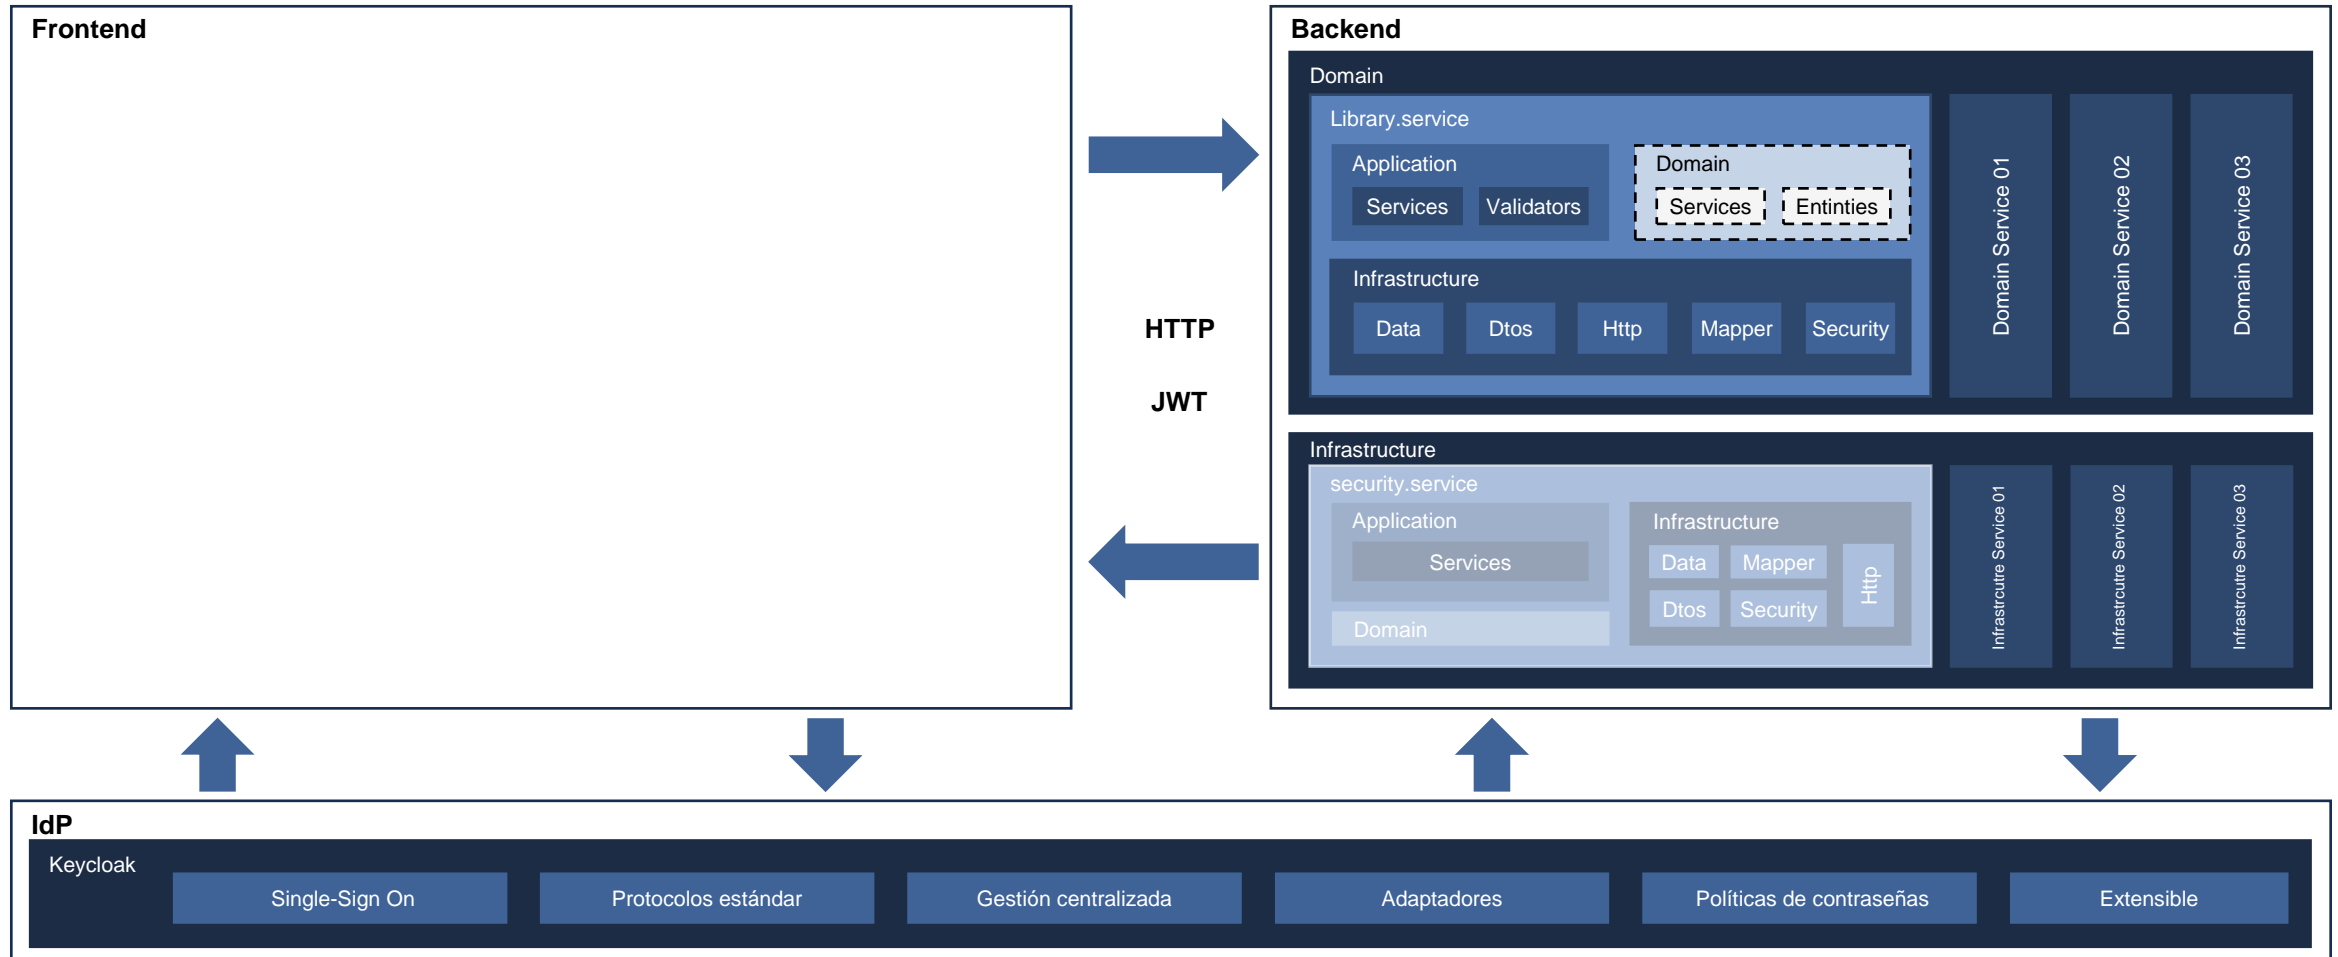 Frontend
HTTP
JWT
Backend
Domain
Library.service
Application
Services
Validators
Domain
Services
Entinties
Infrastructure
Data
Dtos
Http
Mapper
Security
Domain Service 01
Domain Service 02
Domain Service 03
Infrastructure
security.service
Application
Services
Domain
Infrastructure
Data
Mapper
Dtos
Security
Http
Infrastrcutre Service 01
Infrastrcutre Service 02
Infrastrcutre Service 03
IdP
Keycloak
Single-Sign On
Protocolos estándar
Gestión centralizada
Adaptadores
Políticas de contraseñas
Extensible